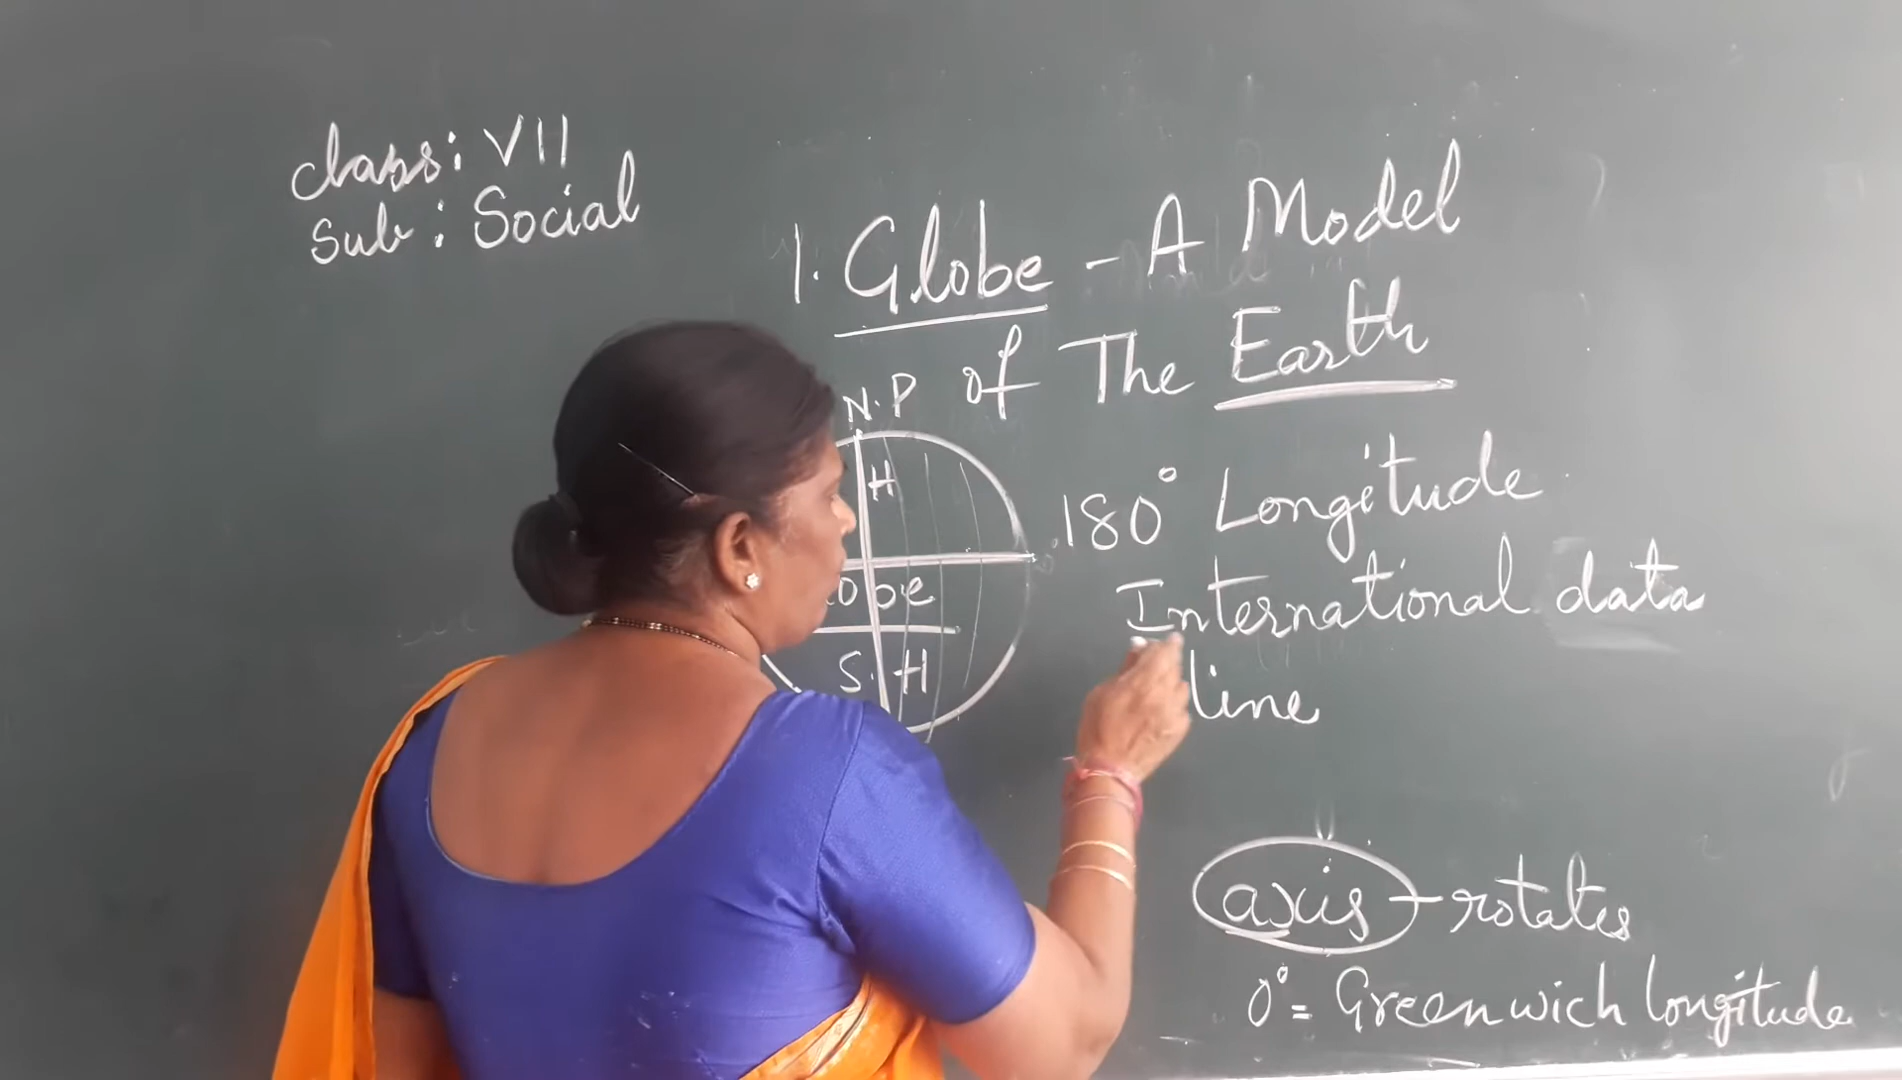 class: VII
Sub: Social
1. Globe - A Model
of The Earth
N.P
H
180° Longitude
International data
line
obe
S.H
axis - rotates
0° = Greenwich longitude